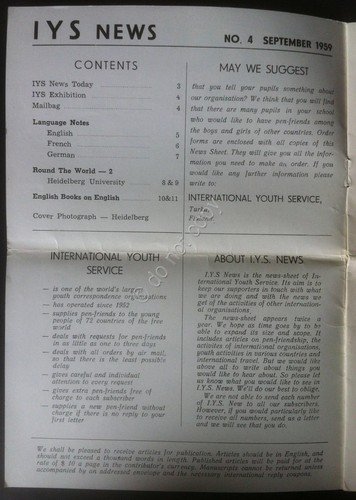 IYS NEWS
NO. 4 SEPTEMBER 1959
CONTENTS
IYS News Today 3
IYS Exhibition 4
Mailbag 4
Language Notes
English 5
French 6
German 7
Round The World — 2
Heidelberg University 8 & 9
English Books on English 10 & 11
Cover Photograph — Heidelberg
MAY WE SUGGEST
that you tell your pupils something about
our organisation? We think that you will find
that there are many pupils in your school
who would like to have pen-friends among
the boys and girls of other countries. Order
forms are enclosed with all copies of this
News Sheet. They will give you all the inform-
ation you need to make an order. If you
would like any further information please
write to:
INTERNATIONAL YOUTH SERVICE,
Turku,
Finland.
INTERNATIONAL YOUTH
SERVICE
— is one of the world's largest
youth correspondence organisations
— has operated since 1952
— supplies pen-friends to the young
people of 72 countries of the free
world
— deals with requests for pen-friends
in as little as one to three days
— deals with all orders by air mail,
so that there is the least possible
delay
— gives careful and individual
attention to every request
— gives extra pen-friends free of
charge to each subscriber
— supplies a new pen-friend without
charge if there is no reply to your
first letter
ABOUT I.Y.S. NEWS
I.Y.S. News is the news-sheet of In-
ternational Youth Service. Its aim is to
keep our supporters in touch with what
we are doing and with the news we
get of the activities of other internation-
al organisations
The news-sheet appears twice a
year. We hope as time goes by to be
able to expand its size and scope. It
includes articles on pen-friendship, the
activites of international organisations,
youth activities in various countries and
international travel. But we would like
above all to write about things you
would like to hear about. So please let
us know what you would like to see in
I.Y.S. News. We'll do our best to oblige.
We are not able to send each number
of I.Y.S. New to all our subscribers.
However, if you would particularly like
to receive all numbers, send us a letter
and we will see that you do.
We shall be pleased to receive articles for publication. Articles should be in English, and
should not exceed a thousand words in length. Published articles will be paid for at the
rate of $ 10 a page in the contributor's currency. Manuscripts cannot be returned unless
accompanied by an addressed envelope and the necessary international reply coupons.